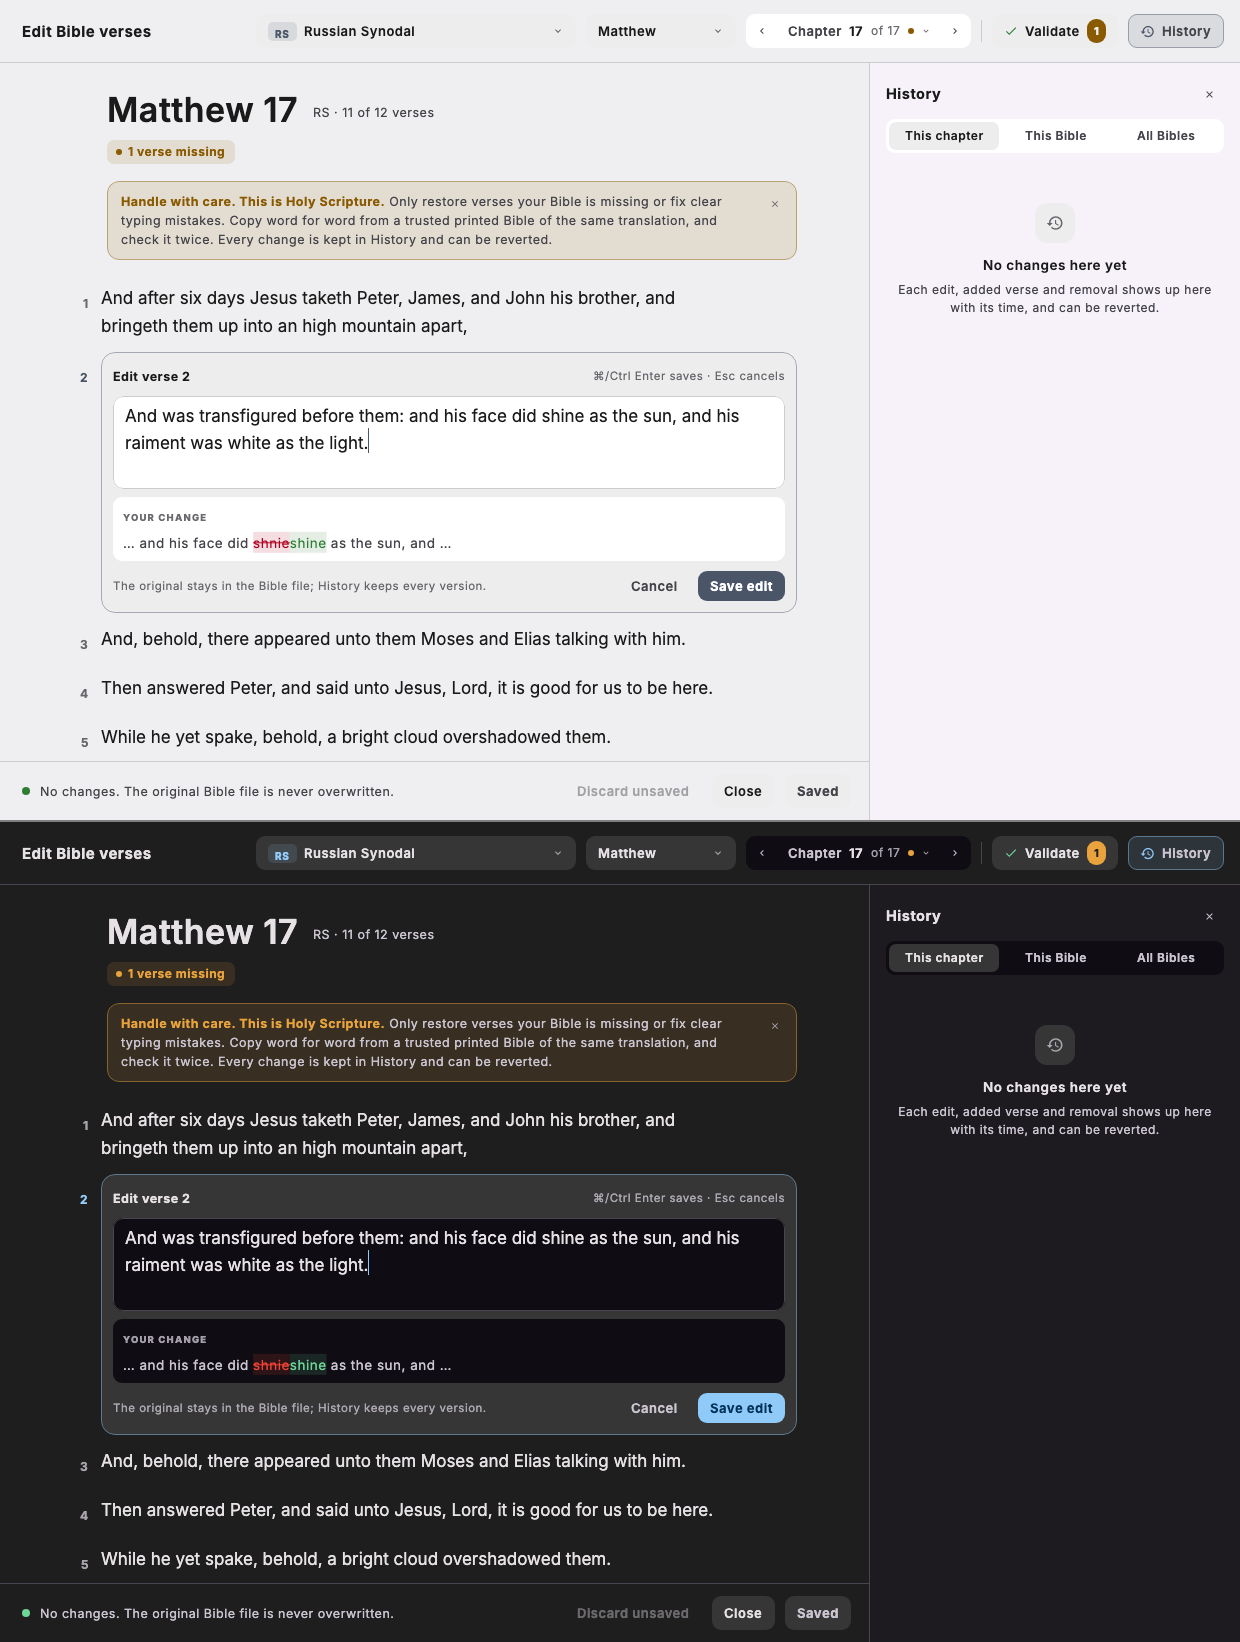 Edit Bible verses
RS Russian Synodal
Matthew
Chapter 17 of 17
Validate 1
History
Matthew 17 RS · 11 of 12 verses
1 verse missing
Handle with care. This is Holy Scripture. Only restore verses your Bible is missing or fix clear
typing mistakes. Copy word for word from a trusted printed Bible of the same translation, and
check it twice. Every change is kept in History and can be reverted.
1 And after six days Jesus taketh Peter, James, and John his brother, and
bringeth them up into an high mountain apart,
2 Edit verse 2 ⌘/Ctrl Enter saves · Esc cancels
And was transfigured before them: and his face did shine as the sun, and his
raiment was white as the light.
YOUR CHANGE
... and his face did shnieshine as the sun, and ...
The original stays in the Bible file; History keeps every version. Cancel Save edit
3 And, behold, there appeared unto them Moses and Elias talking with him.
4 Then answered Peter, and said unto Jesus, Lord, it is good for us to be here.
5 While he yet spake, behold, a bright cloud overshadowed them.
No changes. The original Bible file is never overwritten. Discard unsaved Close Saved
History ×
This chapter This Bible All Bibles
No changes here yet
Each edit, added verse and removal shows up here
with its time, and can be reverted.
Edit Bible verses
RS Russian Synodal
Matthew
Chapter 17 of 17
Validate 1
History
Matthew 17 RS · 11 of 12 verses
1 verse missing
Handle with care. This is Holy Scripture. Only restore verses your Bible is missing or fix clear
typing mistakes. Copy word for word from a trusted printed Bible of the same translation, and
check it twice. Every change is kept in History and can be reverted.
1 And after six days Jesus taketh Peter, James, and John his brother, and
bringeth them up into an high mountain apart,
2 Edit verse 2 ⌘/Ctrl Enter saves · Esc cancels
And was transfigured before them: and his face did shine as the sun, and his
raiment was white as the light.
YOUR CHANGE
... and his face did shnieshine as the sun, and ...
The original stays in the Bible file; History keeps every version. Cancel Save edit
3 And, behold, there appeared unto them Moses and Elias talking with him.
4 Then answered Peter, and said unto Jesus, Lord, it is good for us to be here.
5 While he yet spake, behold, a bright cloud overshadowed them.
No changes. The original Bible file is never overwritten. Discard unsaved Close Saved
History ×
This chapter This Bible All Bibles
No changes here yet
Each edit, added verse and removal shows up here
with its time, and can be reverted.